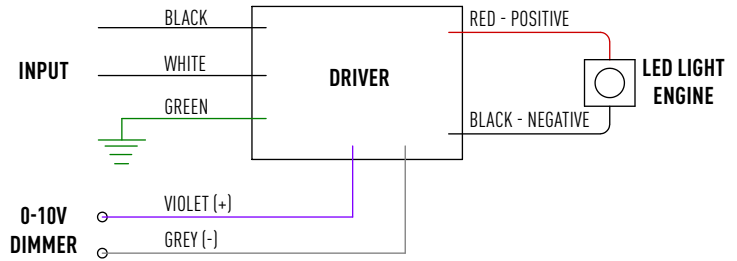 BLACK
RED - POSITIVE
INPUT
WHITE
DRIVER
LED LIGHT
ENGINE
GREEN
BLACK - NEGATIVE
0-10V
DIMMER
VIOLET (+)
GREY (-)